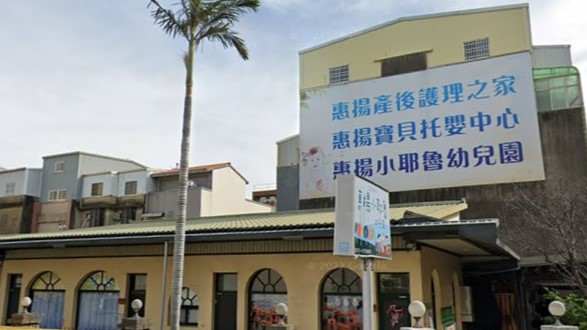 惠揚產後護理之家
惠揚寶貝托嬰中心
惠揚小耶魯幼兒園